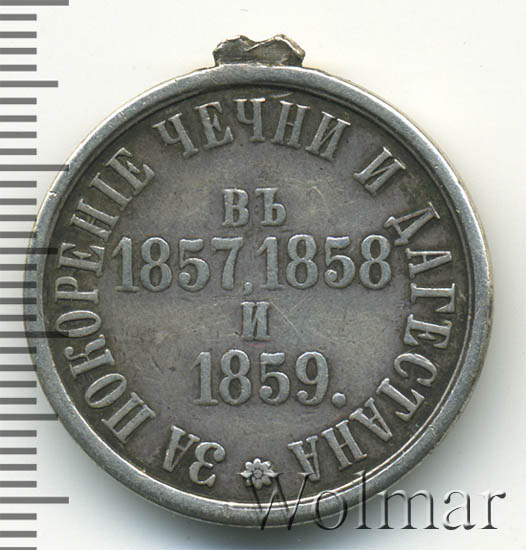 ЗА ПОКОРЕНІЕ ЧЕЧНИ И ДАГЕСТАНА
ВЪ
1857, 1858
И
1859.
Wolmar